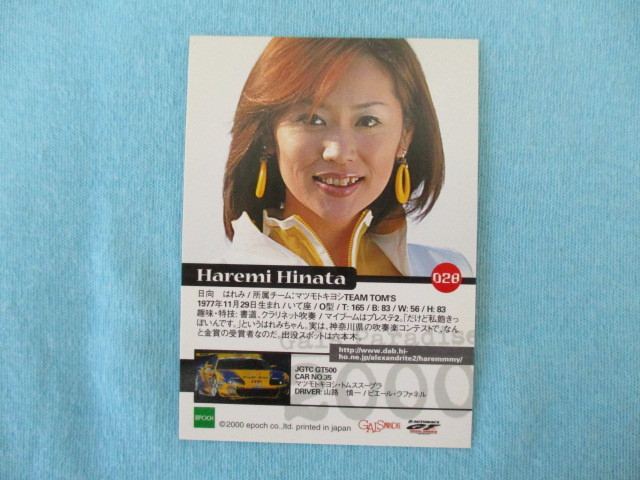 Haremi Hinata
028
日向 はれみ / 所属チーム:マツモトキヨシTEAM TOM'S
1977年11月29日生まれ / いて座 / O型 / T: 165 / B: 83 / W: 56 / H: 83
趣味・特技: 書道、クラリネット吹奏 / マイブームはプレステ2。「だけど私飽きっ
ぽいんです。」というはれみちゃん。実は、神奈川県の吹奏楽コンテストで、なん
と金賞の受賞者なのだ。出没スポットは六本木。
Gals Paradise
2000
http://www.dab.hi-
ho.ne.jp/alexandrite2/haremmmy/
JGTC GT500
CAR NO.35
マツモトキヨシ・トムススープラ
DRIVER: 山路 慎一 / ピエール・ラファネル
EPOCH
©2000 epoch co.,ltd. printed in japan
GALS PARADISE
GT